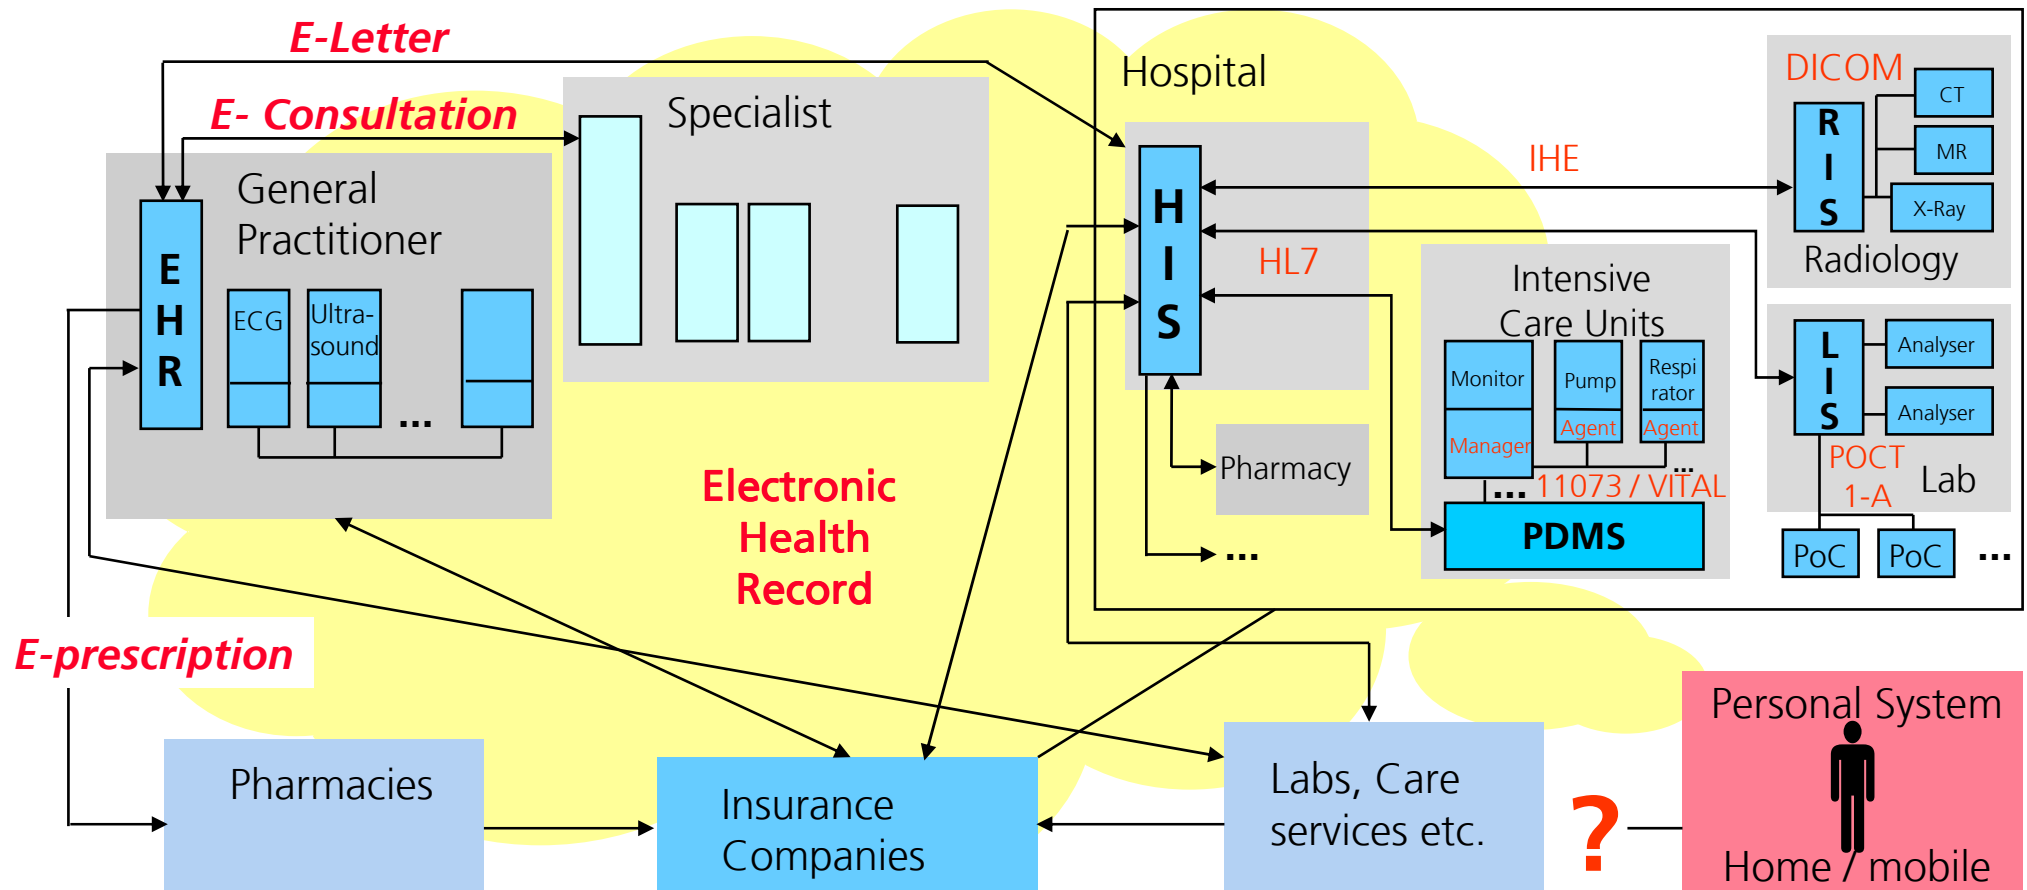 E-Letter
Hospital
DICOM
CT
R
I
S
MR
X-Ray
Radiology
E- Consultation
Specialist
IHE
General
Practitioner
H
I
S
HL7
E
H
R
ECG
Ultra-
sound
...
Intensive
Care Units
Monitor
Manager
Pump
Agent
Respi
rator
Agent
...
... 11073 / VITAL
PDMS
L
I
S
Analyser
Analyser
POCT
1-A
Lab
PoC
PoC
...
Pharmacy
...
Electronic
Health
Record
E-prescription
Pharmacies
Insurance
Companies
Labs, Care
services etc.
?
Personal System
Home / mobile